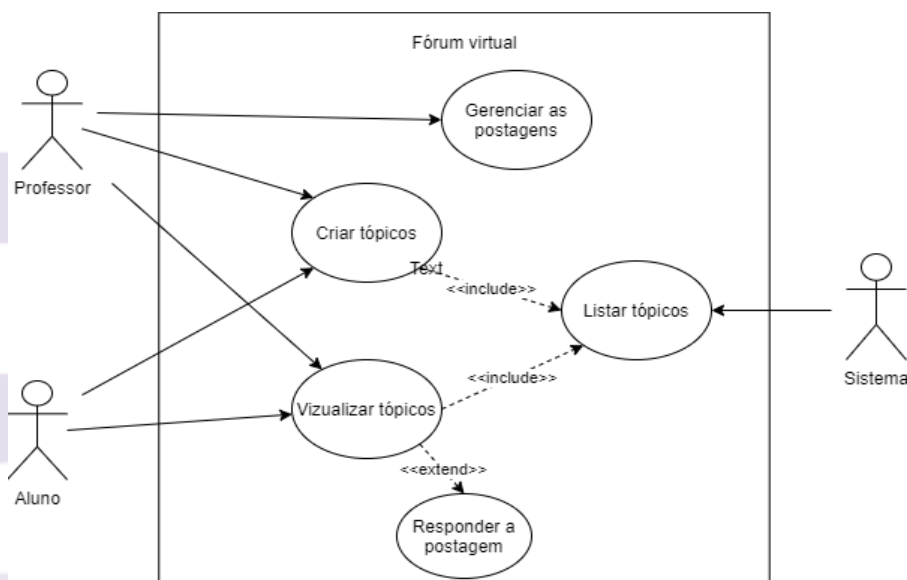 Fórum virtual
Gerenciar as
postagens
Professor
Criar tópicos
Text
<<include>>
Listar tópicos
Sistema
<<include>>
Vizualizar tópicos
Aluno
<<extend>>
Responder a
postagem